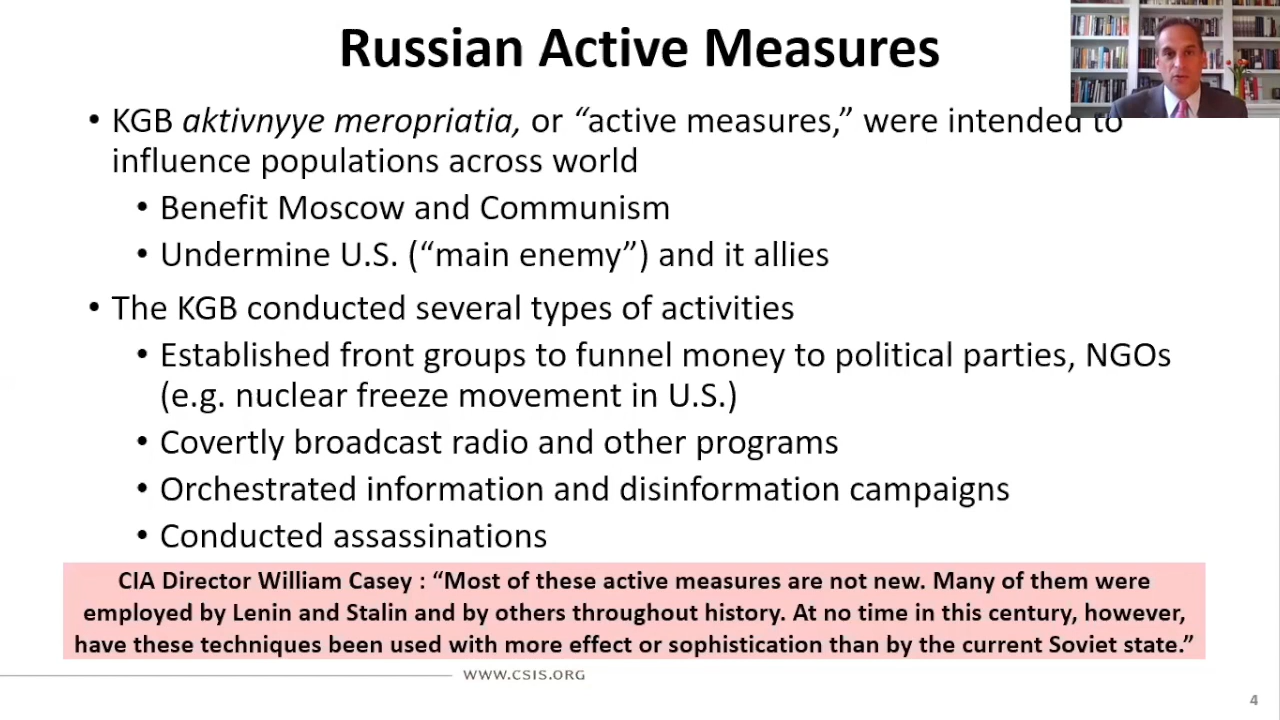 Russian Active Measures
• KGB aktivnyye meropriatia, or “active measures,” were intended to
influence populations across world
• Benefit Moscow and Communism
• Undermine U.S. (“main enemy”) and it allies
• The KGB conducted several types of activities
• Established front groups to funnel money to political parties, NGOs
(e.g. nuclear freeze movement in U.S.)
• Covertly broadcast radio and other programs
• Orchestrated information and disinformation campaigns
• Conducted assassinations
CIA Director William Casey : “Most of these active measures are not new. Many of them were
employed by Lenin and Stalin and by others throughout history. At no time in this century, however,
have these techniques been used with more effect or sophistication than by the current Soviet state.”
WWW.CSIS.ORG
4